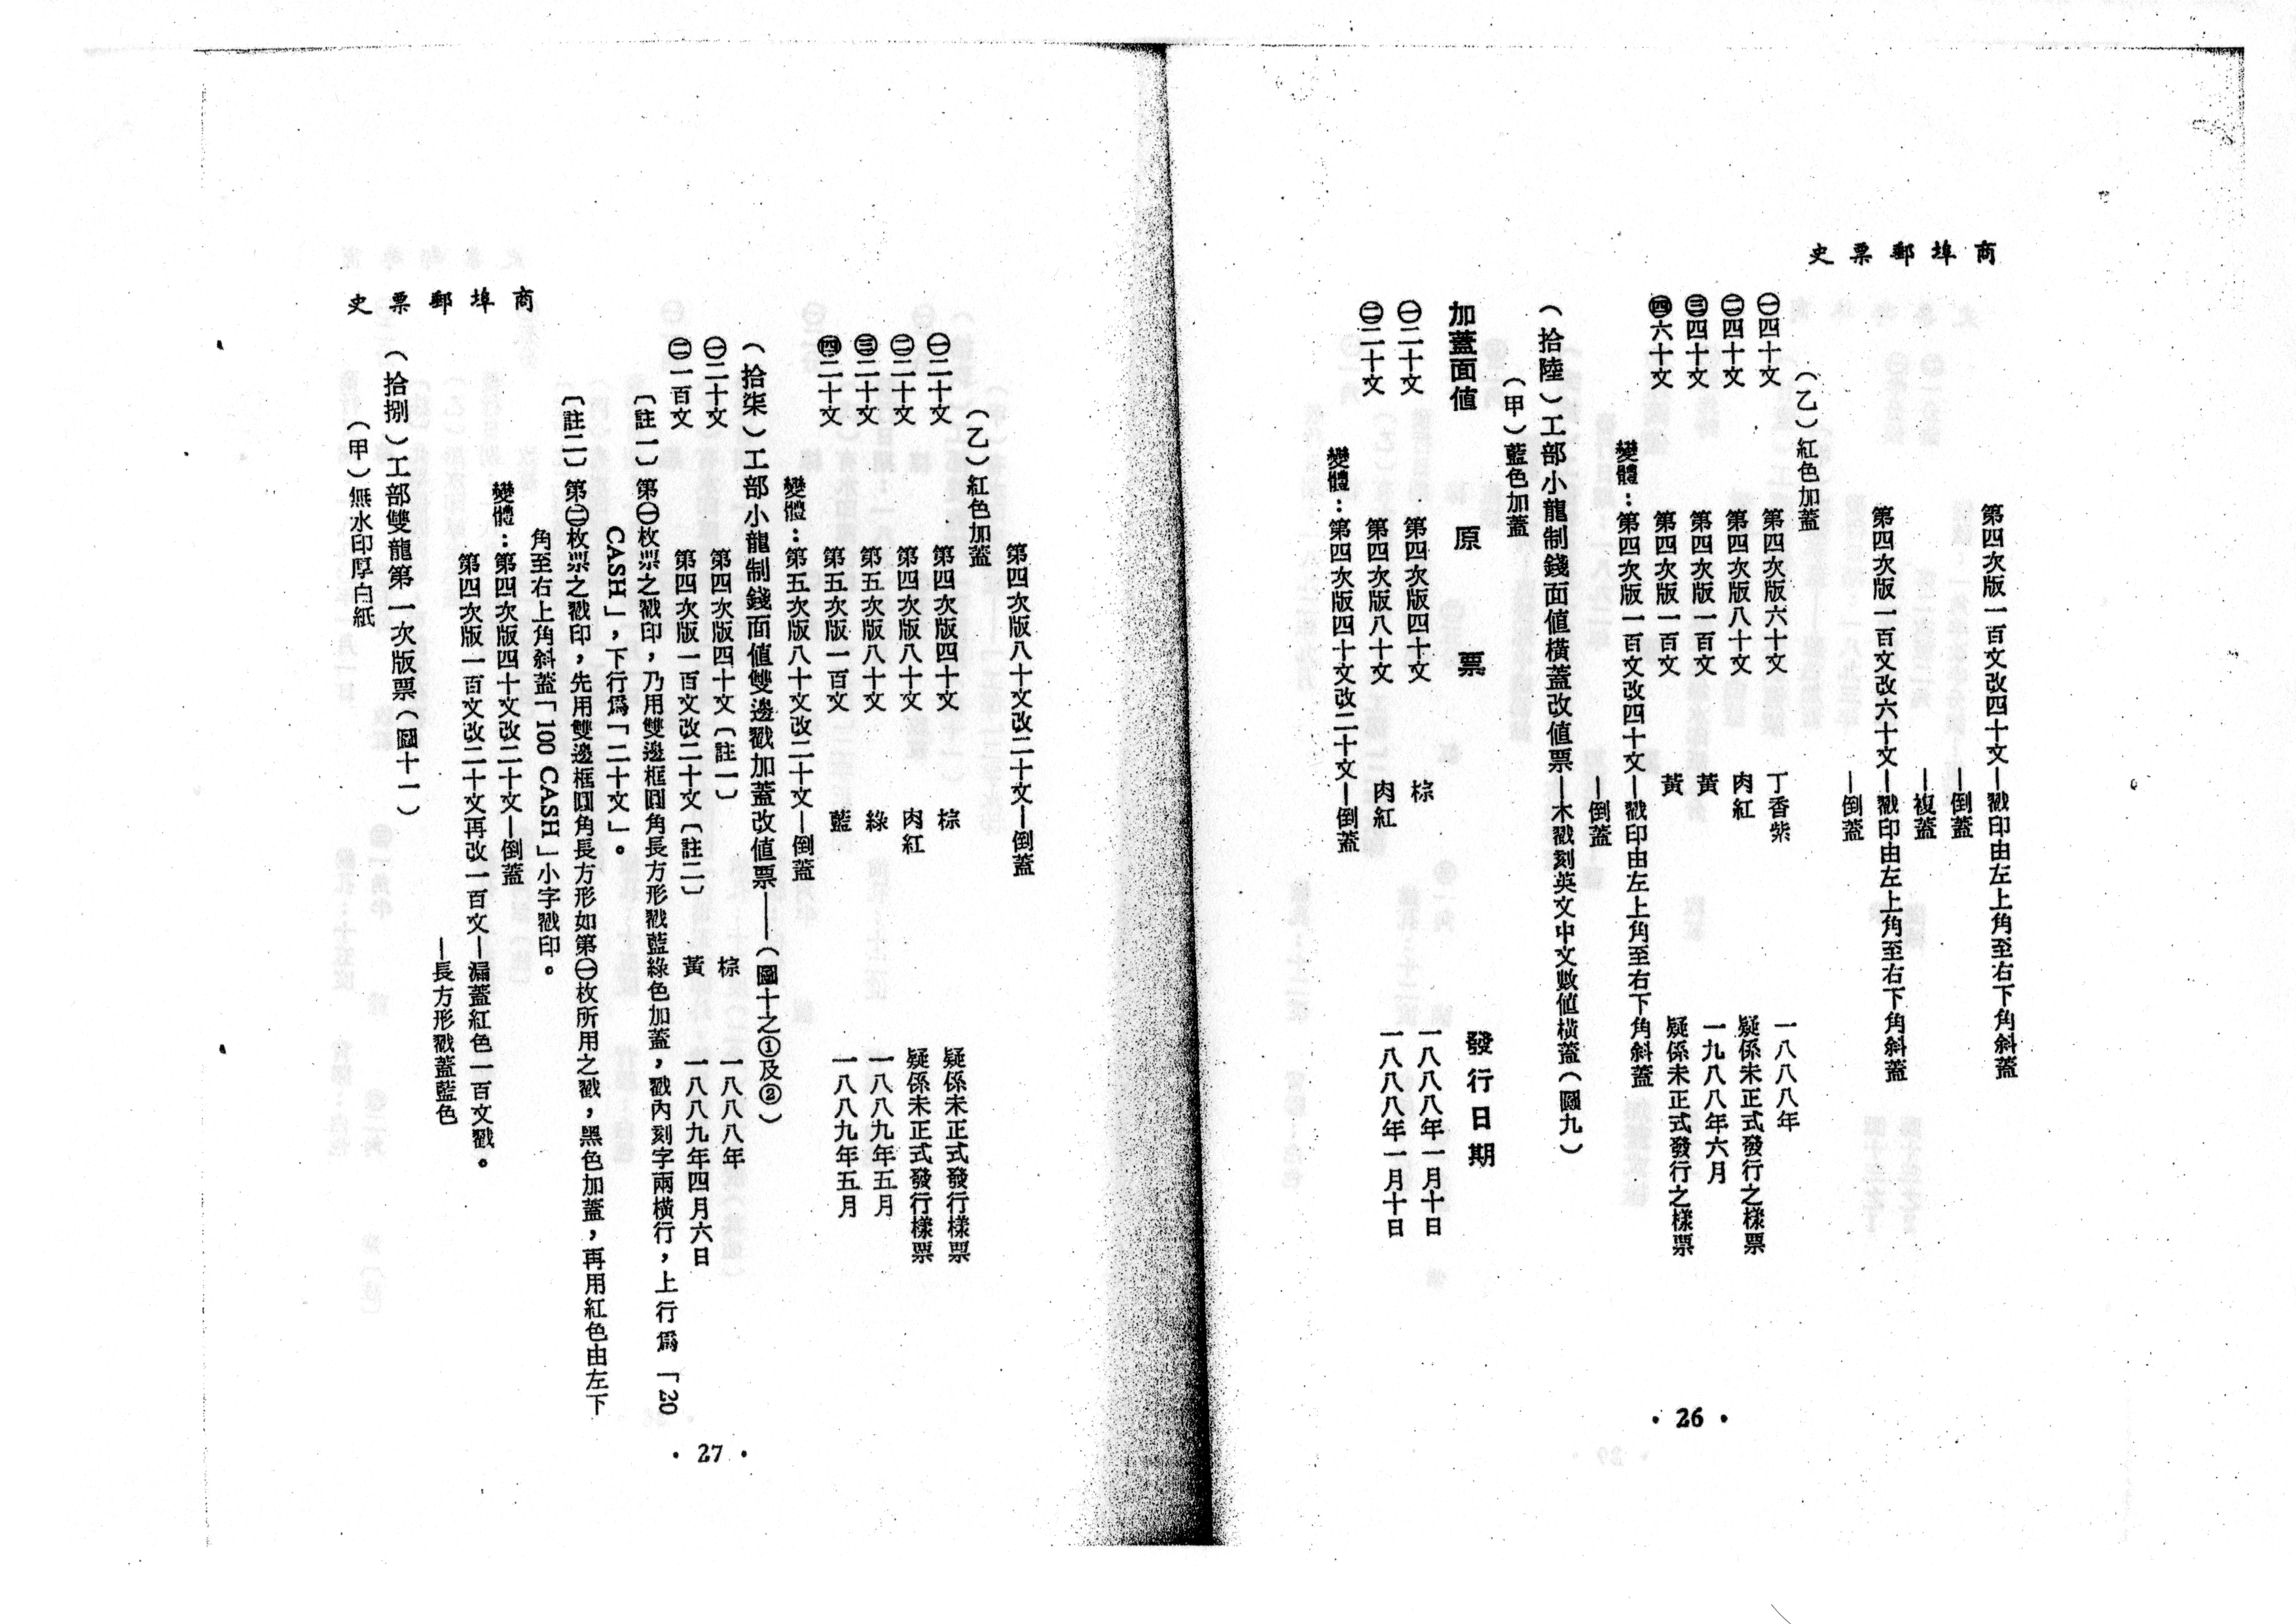 商埠郵票史
第四次版一百文改四十文—戳印由左上角至右下角斜蓋
—倒蓋
—複蓋
第四次版一百文改六十文—戳印由左上角至右下角斜蓋
—倒蓋
（乙）紅色加蓋
㊀四十文 第四次版六十文 丁香紫 一八八八年
㊁四十文 第四次版八十文 肉紅 疑係未正式發行之樣票
㊂四十文 第四次版一百文 黃 一九八八年六月
㊃六十文 第四次版一百文 黃 疑係未正式發行之樣票
變體：第四次版一百文改四十文—戳印由左上角至右下角斜蓋
—倒蓋
（拾陸）工部小龍制錢面值橫蓋改值票—木戳刻英文中文數値橫蓋（圖九）
（甲）藍色加蓋
加蓋面値 原票 發行日期
㊀二十文 第四次版四十文 棕 一八八八年一月十日
㊁二十文 第四次版八十文 肉紅 一八八八年一月十日
變體：第四次版四十文改二十文—倒蓋
• 26 •
第四次版八十文改二十文—倒蓋
（乙）紅色加蓋
㊀二十文 第四次版四十文 棕 疑係未正式發行樣票
㊁二十文 第四次版八十文 肉紅 疑係未正式發行樣票
㊂二十文 第五次版八十文 綠 一八八九年五月
㊃二十文 第五次版一百文 藍 一八八九年五月
變體：第五次版八十文改二十文—倒蓋
（拾柒）工部小龍制錢面値雙邊戳加蓋改値票——（圖十之①及②）
㊀二十文 第四次版四十文〔註一〕 棕 一八八八年
㊁一百文 第四次版一百文改二十文〔註二〕 黃 一八八九年四月六日
〔註一〕第㊀枚票之戳印，乃用雙邊框圓角長方形戳藍綠色加蓋，戳內刻字兩橫行，上行爲「20
CASH」，下行爲「二十文」。
〔註二〕第㊁枚票之戳印，先用雙邊框圓角長方形如第㊀枚所用之戳，黑色加蓋，再用紅色由左下
角至右上角斜蓋「100 CASH」小字戳印。
變體：第四次版四十文改二十文—倒蓋
第四次版一百文改二十文再改一百文—漏蓋紅色一百文戳。
—長方形戳蓋藍色
（拾捌）工部雙龍第一次版票（圖十一）
（甲）無水印厚白紙
商埠郵票史
• 27 •